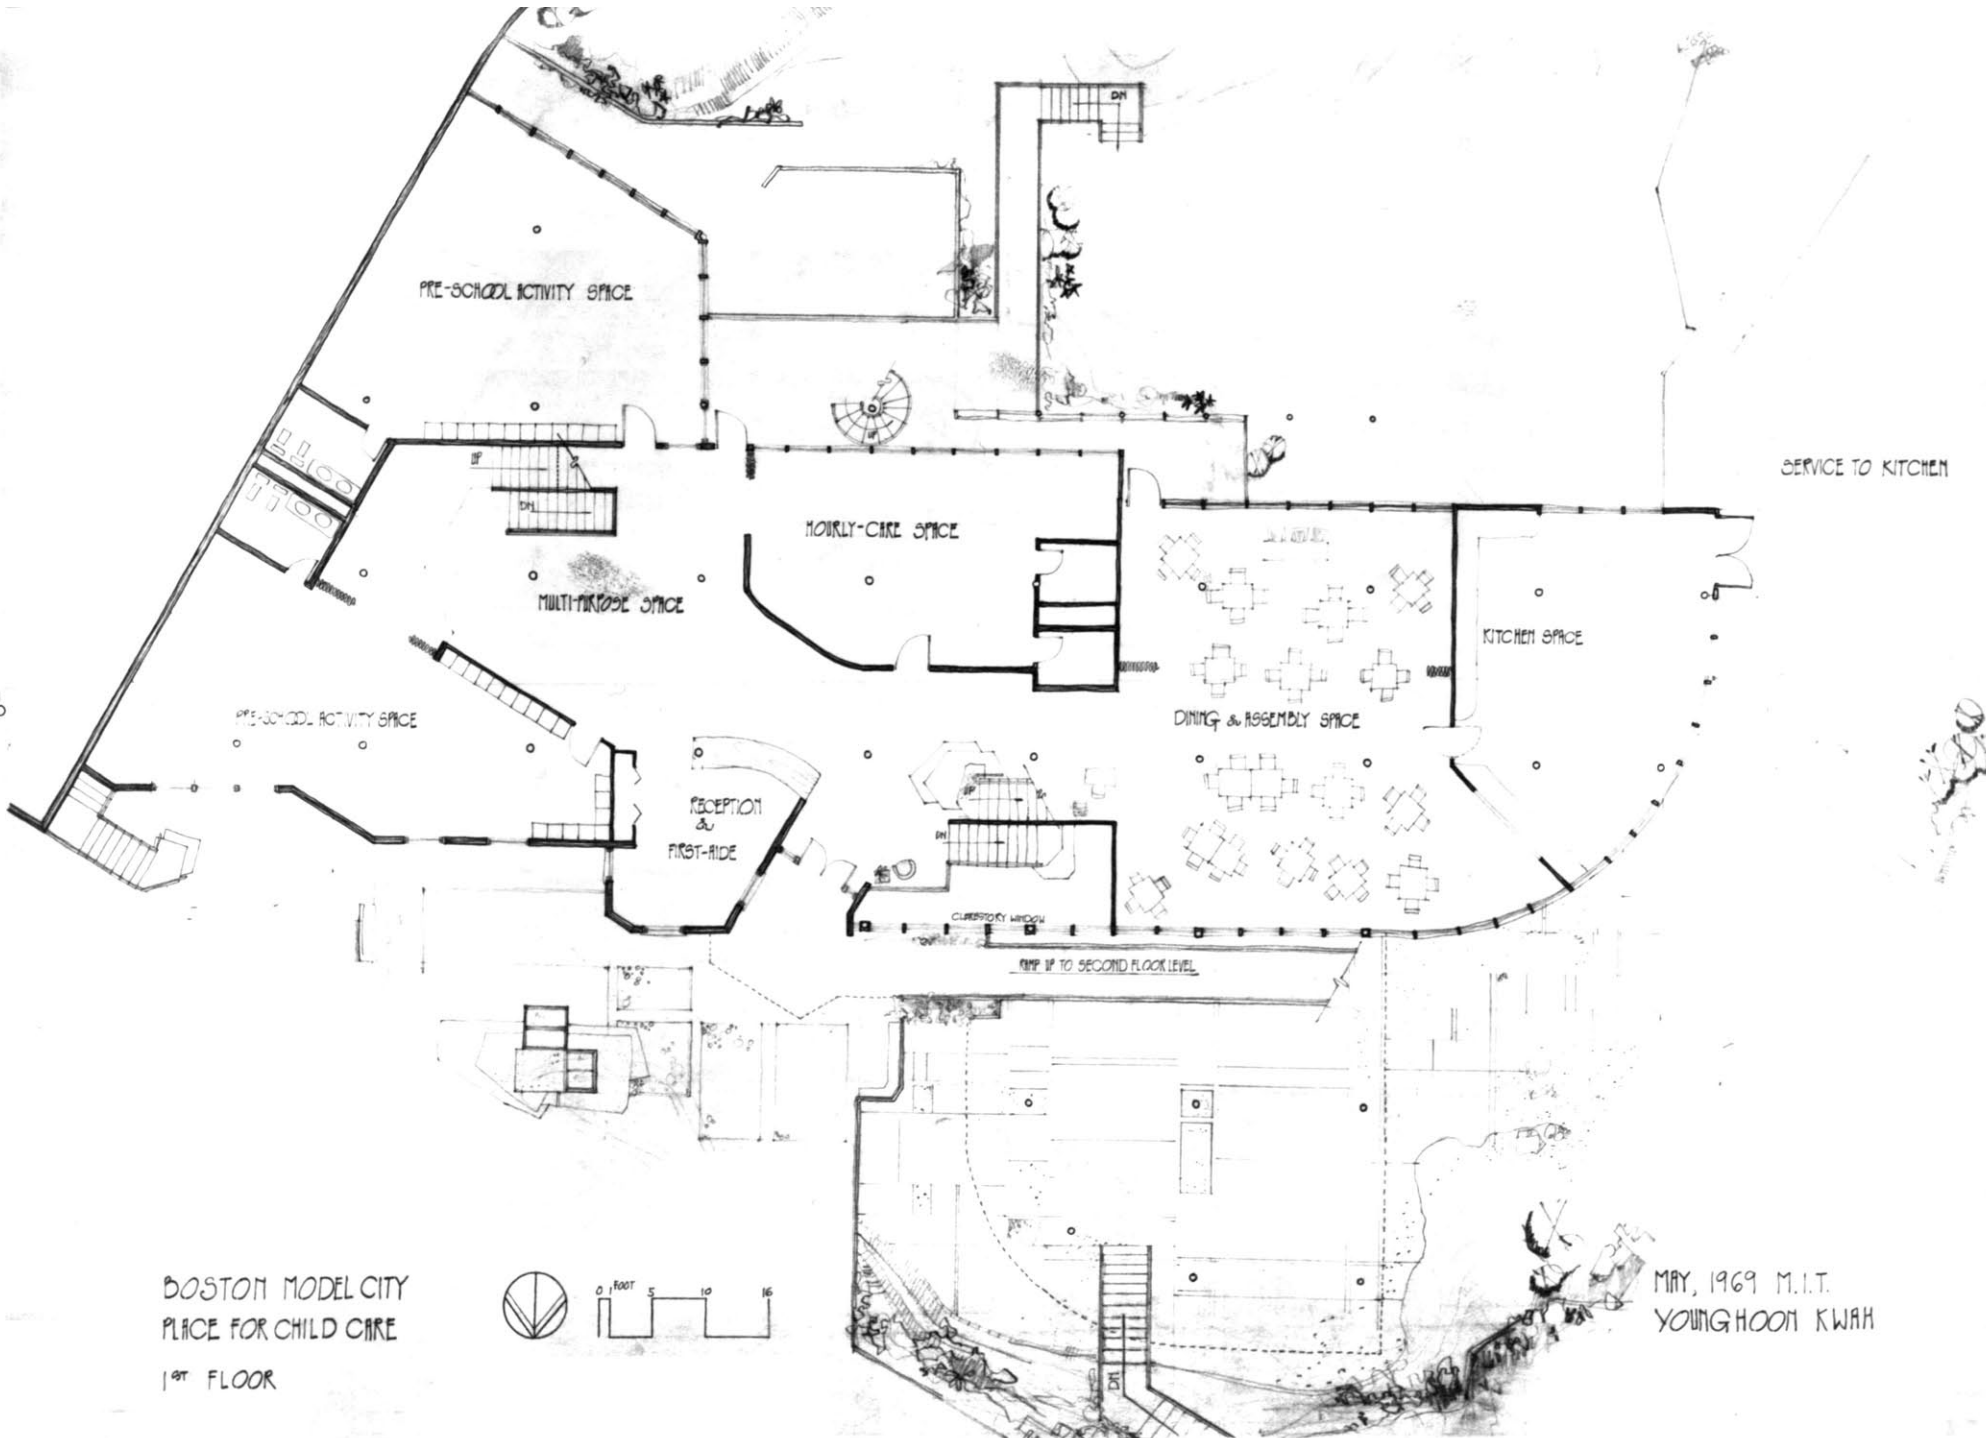 DN
PRE-SCHOOL ACTIVITY SPACE
UP
SERVICE TO KITCHEN
UP
DN
HOURLY-CARE SPACE
MULTI-PURPOSE SPACE
KITCHEN SPACE
PRE-SCHOOL ACTIVITY SPACE
DINING & ASSEMBLY SPACE
RECEPTION
&
FIRST-AIDE
UP
DN
CLERESTORY WINDOW
RAMP UP TO SECOND FLOOR LEVEL
BOSTON MODEL CITY
PLACE FOR CHILD CARE
1ST FLOOR
0 1 FOOT 5 10 16
MAY, 1969 M.I.T.
YOUNGHOON KWAN
DN